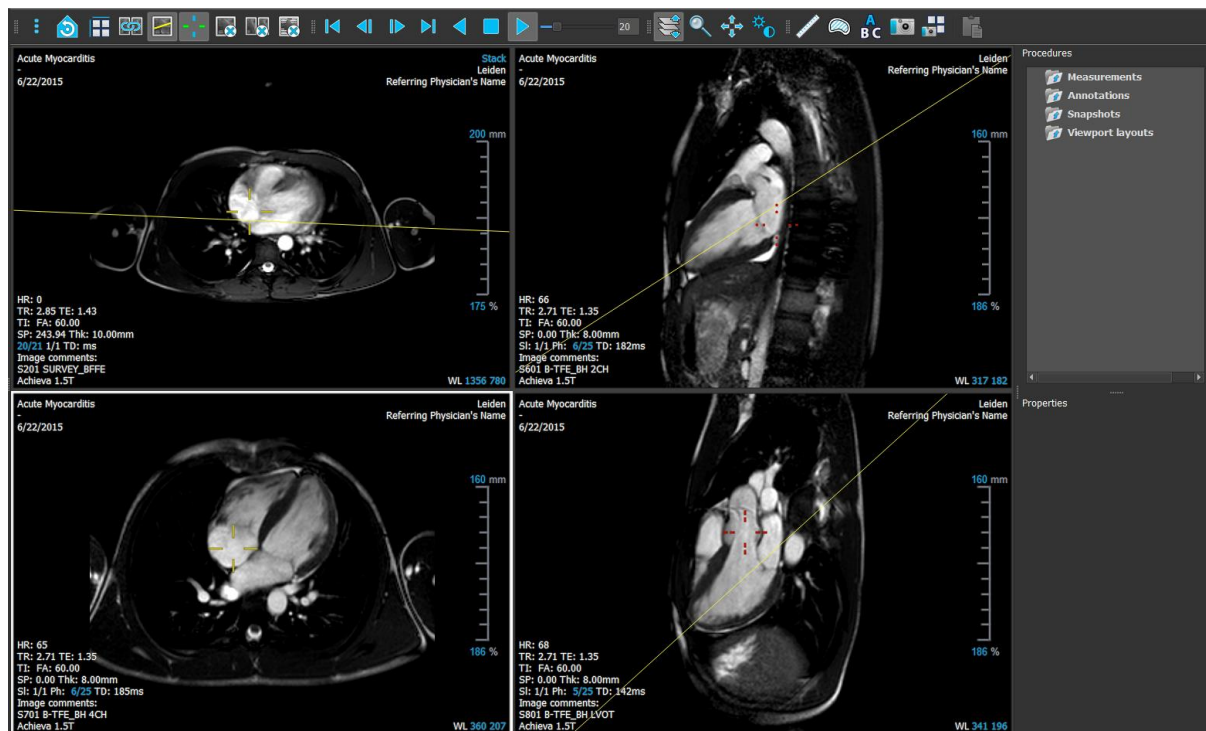 20
A
BC
Acute Myocarditis
-
6/22/2015
Stack
Leiden
Referring Physician's Name
200 mm
175 %
HR: 0
TR: 2.85 TE: 1.43
TI: FA: 60.00
SP: 243.94 Thk: 10.00mm
20/21 1/1 TD: ms
Image comments:
S201 SURVEY_BFFE
Achieva 1.5T
WL 1356 780
Acute Myocarditis
-
6/22/2015
Leiden
Referring Physician's Name
160 mm
186 %
HR: 66
TR: 2.71 TE: 1.35
TI: FA: 60.00
SP: 0.00 Thk: 8.00mm
Sl: 1/1 Ph: 6/25 TD: 182ms
Image comments:
S601 B-TFE_BH 2CH
Achieva 1.5T
WL 317 182
Acute Myocarditis
-
6/22/2015
Leiden
Referring Physician's Name
160 mm
186 %
HR: 65
TR: 2.71 TE: 1.35
TI: FA: 60.00
SP: 0.00 Thk: 8.00mm
Sl: 1/1 Ph: 6/25 TD: 185ms
Image comments:
S701 B-TFE_BH 4CH
Achieva 1.5T
WL 360 207
Acute Myocarditis
-
6/22/2015
Leiden
Referring Physician's Name
160 mm
186 %
HR: 68
TR: 2.71 TE: 1.35
TI: FA: 60.00
SP: 0.00 Thk: 8.00mm
Sl: 1/1 Ph: 5/25 TD: 142ms
Image comments:
S801 B-TFE_BH LVOT
Achieva 1.5T
WL 341 196
Procedures
Measurements
Annotations
Snapshots
Viewport layouts
Properties